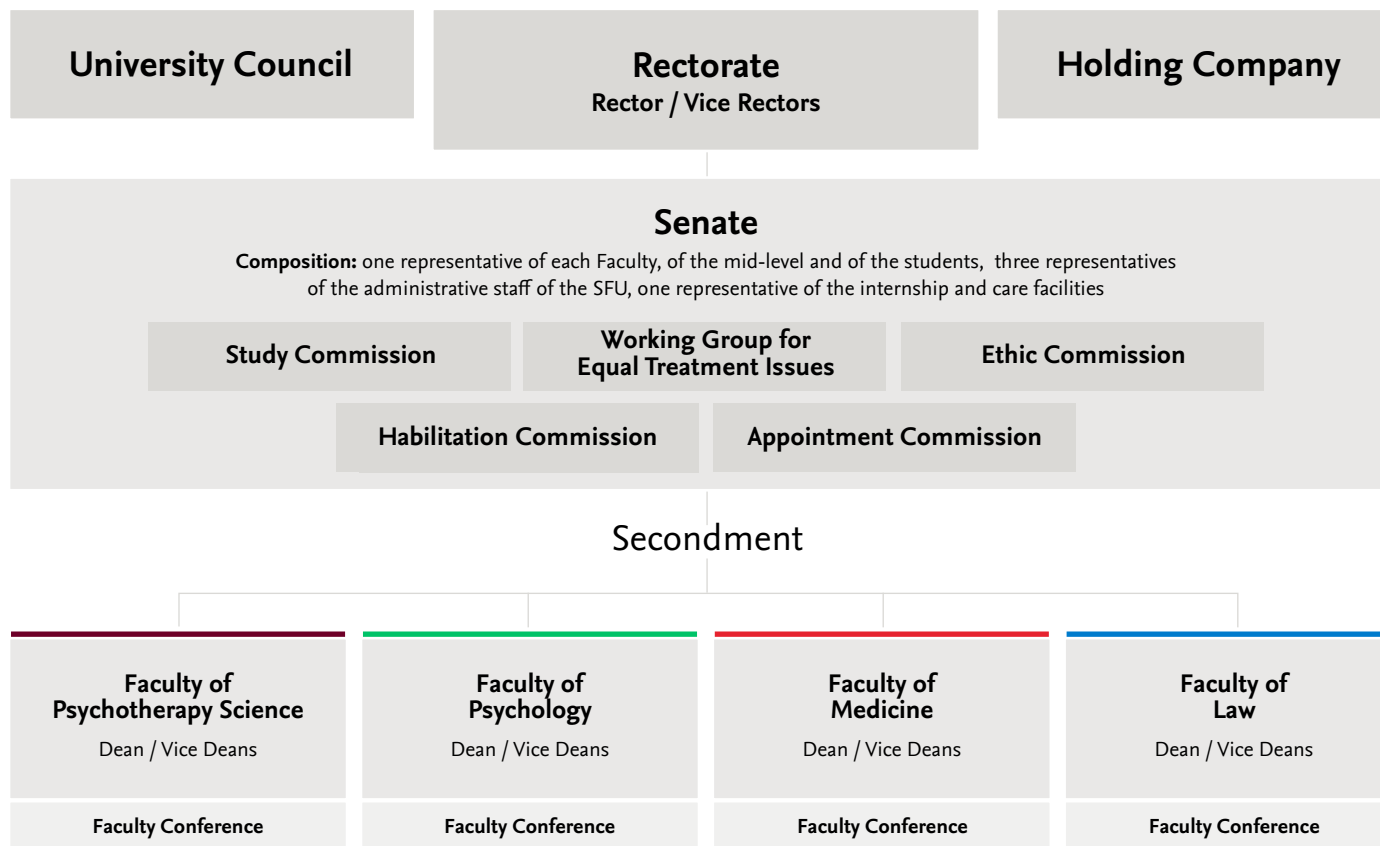 University Council
Rectorate
Rector / Vice Rectors
Holding Company
Senate
Composition: one representative of each Faculty, of the mid-level and of the students, three representatives
of the administrative staff of the SFU, one representative of the internship and care facilities
Study Commission
Working Group for
Equal Treatment Issues
Ethic Commission
Habilitation Commission
Appointment Commission
Secondment
Faculty of
Psychotherapy Science
Dean / Vice Deans
Faculty Conference
Faculty of
Psychology
Dean / Vice Deans
Faculty Conference
Faculty of
Medicine
Dean / Vice Deans
Faculty Conference
Faculty of
Law
Dean / Vice Deans
Faculty Conference